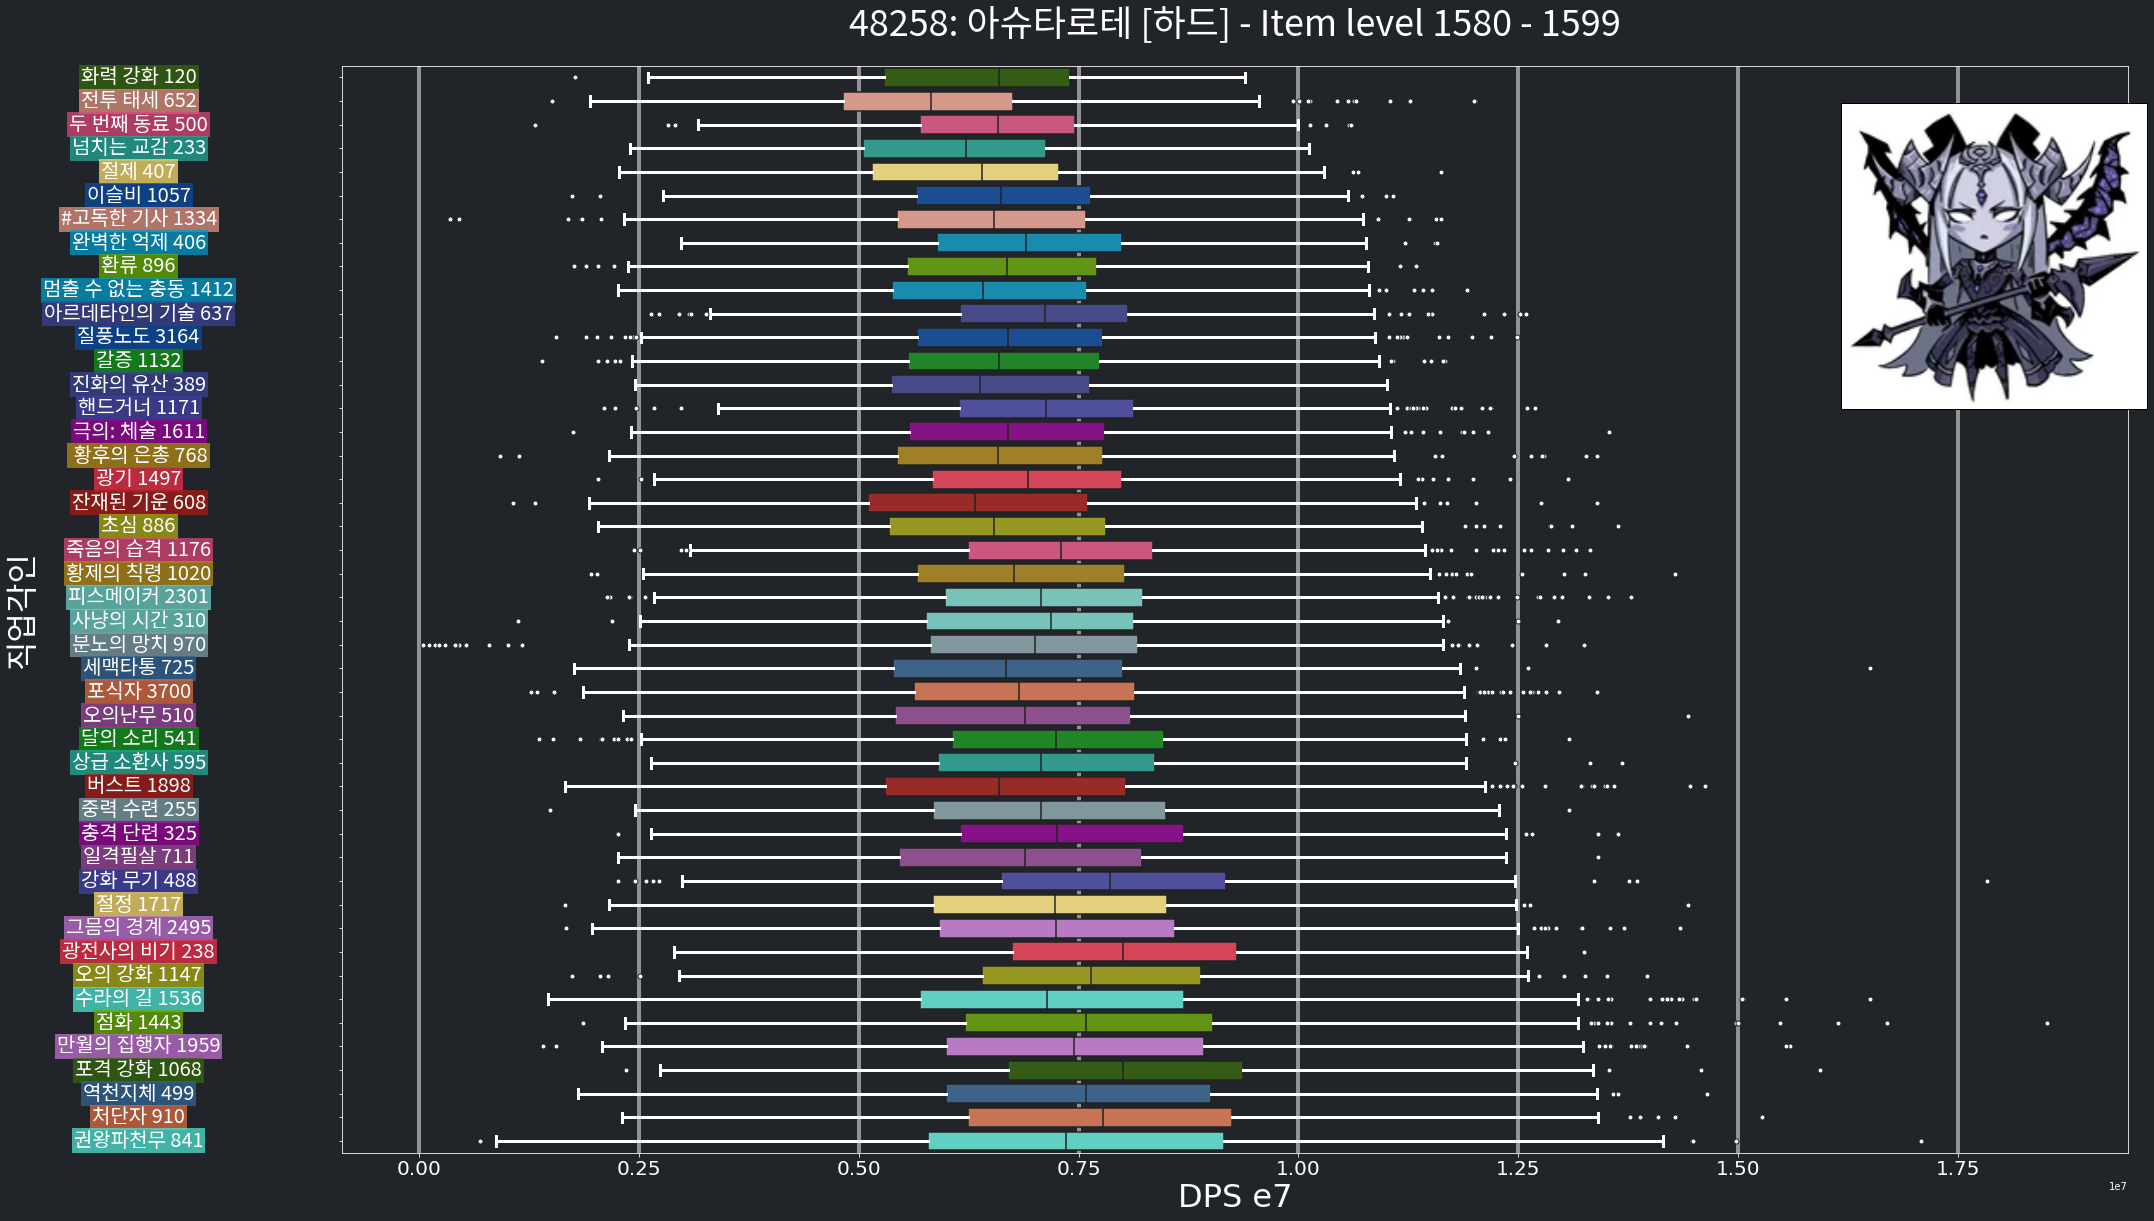 48258: 아슈타로테 [하드] - Item level 1580 - 1599
화력 강화 120
전투 태세 652
두 번째 동료 500
넘치는 교감 233
절제 407
이슬비 1057
#고독한 기사 1334
완벽한 억제 406
환류 896
멈출 수 없는 충동 1412
아르데타인의 기술 637
질풍노도 3164
갈증 1132
진화의 유산 389
핸드거너 1171
극의: 체술 1611
황후의 은총 768
광기 1497
잔재된 기운 608
초심 886
죽음의 습격 1176
황제의 칙령 1020
피스메이커 2301
사냥의 시간 310
분노의 망치 970
세맥타통 725
포식자 3700
오의난무 510
달의 소리 541
상급 소환사 595
버스트 1898
중력 수련 255
충격 단련 325
일격필살 711
강화 무기 488
절정 1717
그믐의 경계 2495
광전사의 비기 238
오의 강화 1147
수라의 길 1536
점화 1443
만월의 집행자 1959
포격 강화 1068
역천지체 499
처단자 910
권왕파천무 841
직업각인
0.00 0.25 0.50 0.75 1.00 1.25 1.50 1.75
1e7
DPS e7